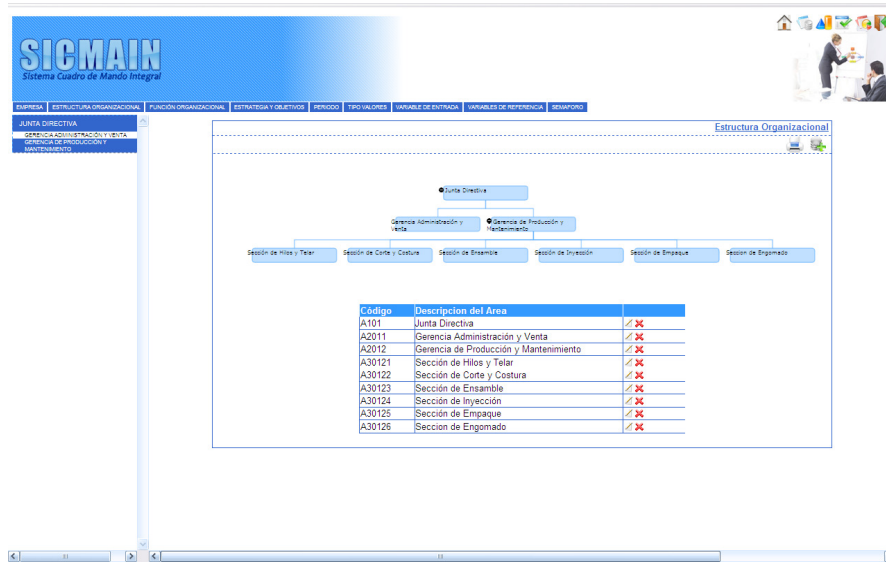 SICMAIN
Sistema Cuadro de Mando Integral
EMPRESA ESTRUCTURA ORGANIZACIONAL FUNCIÓN ORGANIZACIONAL ESTRATEGIA Y OBJETIVOS PERIODO TIPO VALORES VARIABLE DE ENTRADA VARIABLES DE REFERENCIA SEMAFORO
JUNTA DIRECTIVA
GERENCIA ADMINISTRACIÓN Y VENTA
GERENCIA DE PRODUCCIÓN Y
MANTENIMIENTO
Estructura Organizacional
Junta Directiva
Gerencia Administración y
Venta
Gerencia de Producción y
Mantenimiento
Sección de Hilos y Telar
Sección de Corte y Costura
Sección de Ensamble
Sección de Inyección
Sección de Empaque
Seccion de Engomado
Código Descripcion del Area
A101 Junta Directiva
A2011 Gerencia Administración y Venta
A2012 Gerencia de Producción y Mantenimiento
A30121 Sección de Hilos y Telar
A30122 Sección de Corte y Costura
A30123 Sección de Ensamble
A30124 Sección de Inyección
A30125 Sección de Empaque
A30126 Seccion de Engomado